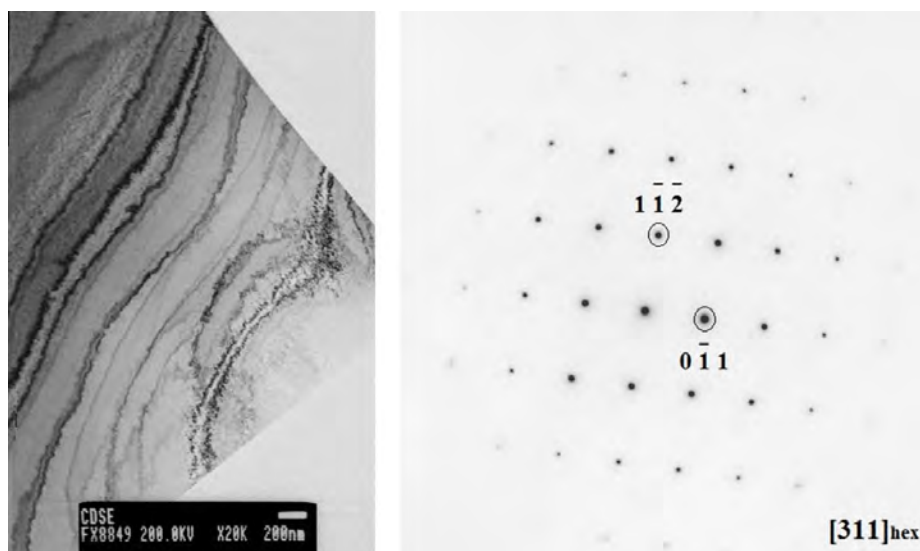 CDSE
FX8849 200.0KV X20K 200nm
1 1̅ 2̅
0 1̅ 1
[311]hex